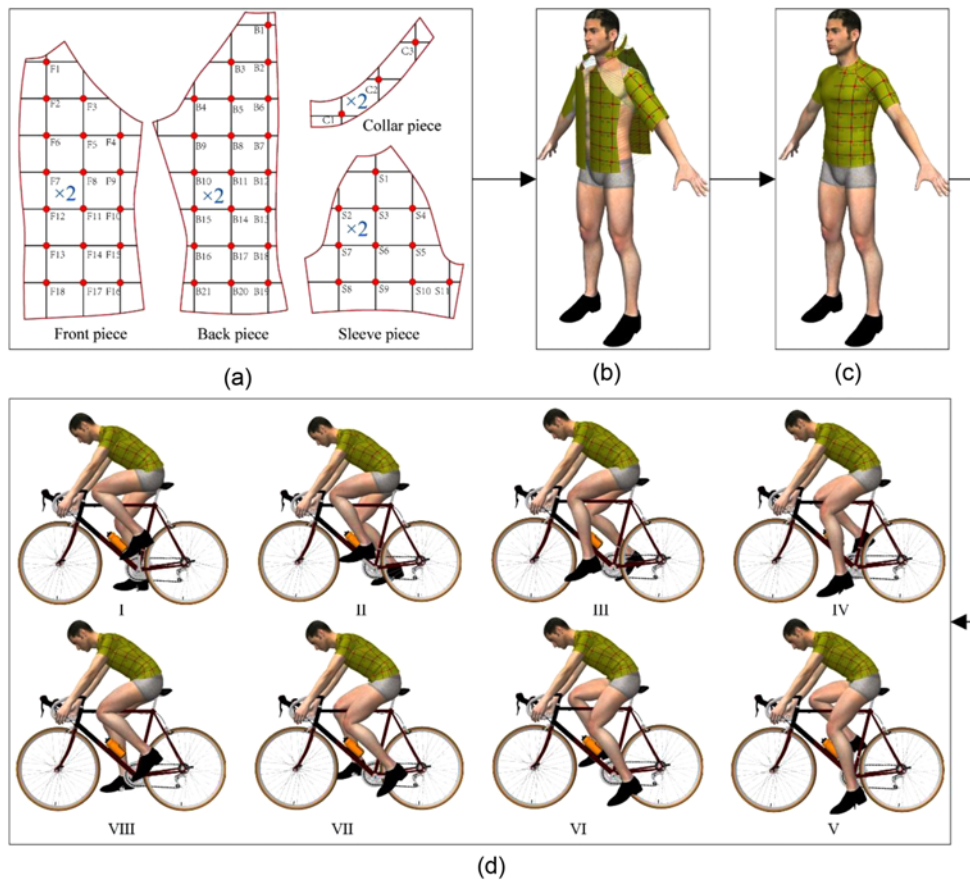 B1
C3
F1 B3 B2
C2
F2 F3 B4 B5 B6 ×2
C1
Collar piece
F6 F5 F4 B9 B8 B7
F7 F8 F9 B10 B11 B12 S1
×2 ×2
F12 F11 F10 B15 B14 B13 S2 S3 S4
×2
F13 F14 F15 B16 B17 B18 S7 S6 S5
F18 F17 F16 B21 B20 B19 S8 S9 S10 S11
Front piece Back piece Sleeve piece
(a) (b) (c)
I II III IV
VIII VII VI V
(d)